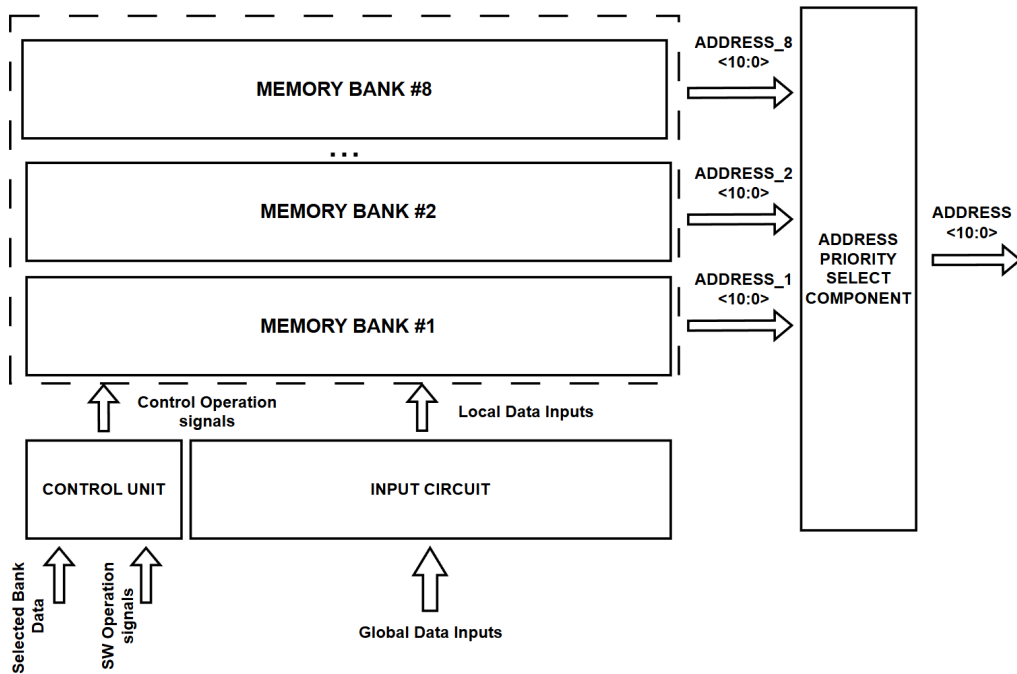 MEMORY BANK #8
...
MEMORY BANK #2
MEMORY BANK #1
ADDRESS_8
<10:0>
ADDRESS_2
<10:0>
ADDRESS_1
<10:0>
ADDRESS
PRIORITY
SELECT
COMPONENT
ADDRESS
<10:0>
Control Operation
signals
Local Data Inputs
CONTROL UNIT
INPUT CIRCUIT
Selected Bank
Data
SW Operation
signals
Global Data Inputs